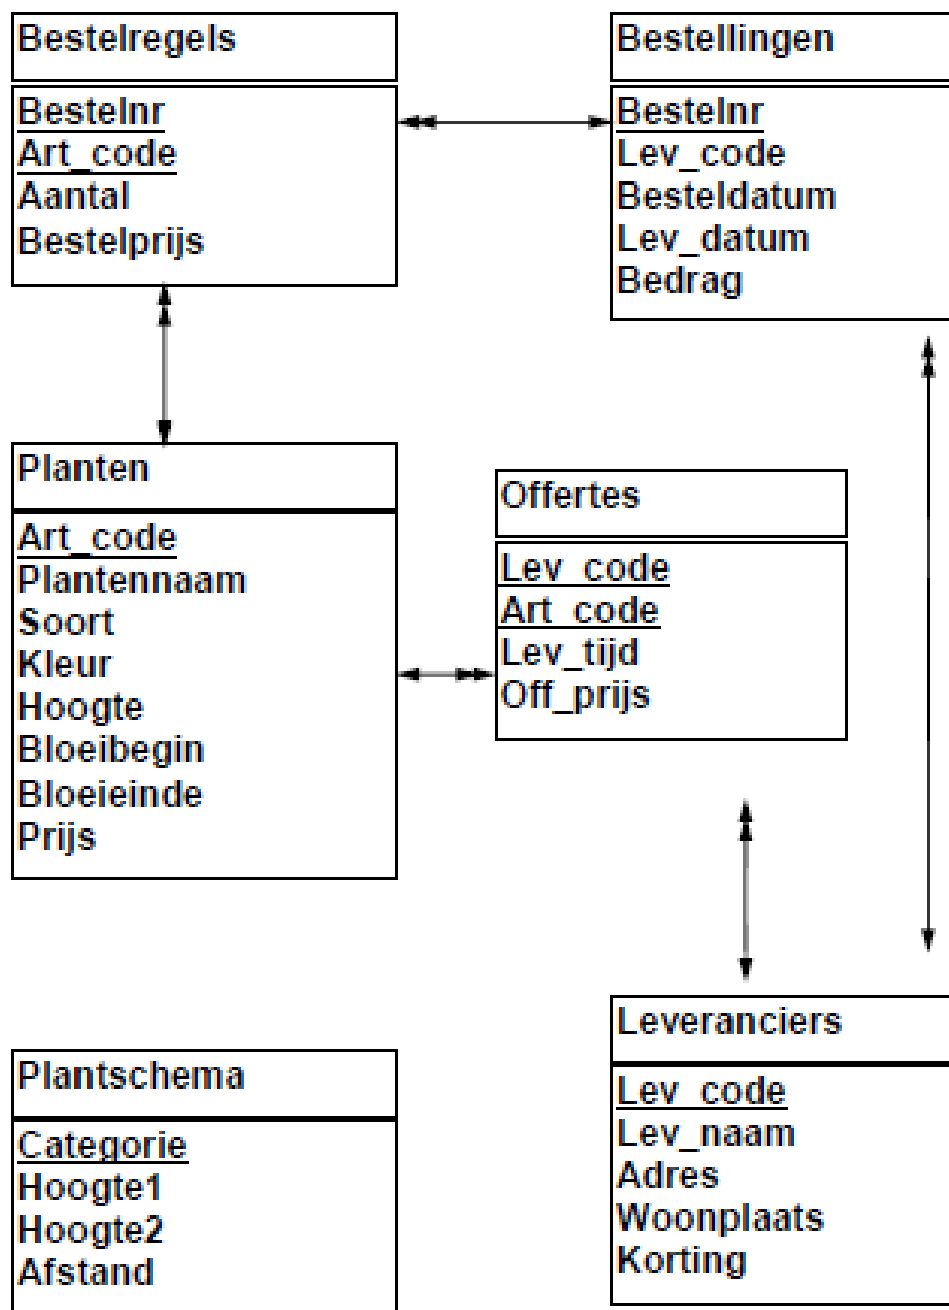 Bestelregels
Bestelnr
Art_code
Aantal
Bestelprijs
Bestellingen
Bestelnr
Lev_code
Besteldatum
Lev_datum
Bedrag
Planten
Art_code
Plantennaam
Soort
Kleur
Hoogte
Bloeibegin
Bloeieinde
Prijs
Offertes
Lev_code
Art_code
Lev_tijd
Off_prijs
Plantschema
Categorie
Hoogte1
Hoogte2
Afstand
Leveranciers
Lev_code
Lev_naam
Adres
Woonplaats
Korting